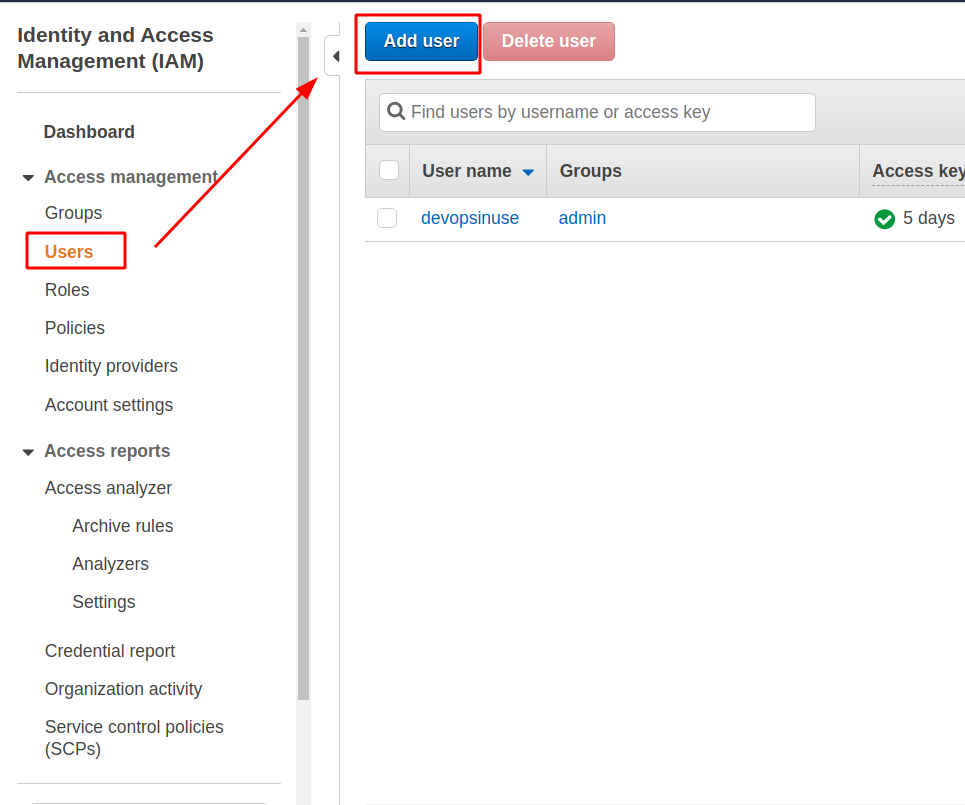 Identity and Access
Management (IAM)
Dashboard
Access management
Groups
Users
Roles
Policies
Identity providers
Account settings
Access reports
Access analyzer
Archive rules
Analyzers
Settings
Credential report
Organization activity
Service control policies
(SCPs)
Add user
Delete user
Find users by username or access key
User name
Groups
Access key
devopsinuse
admin
5 days